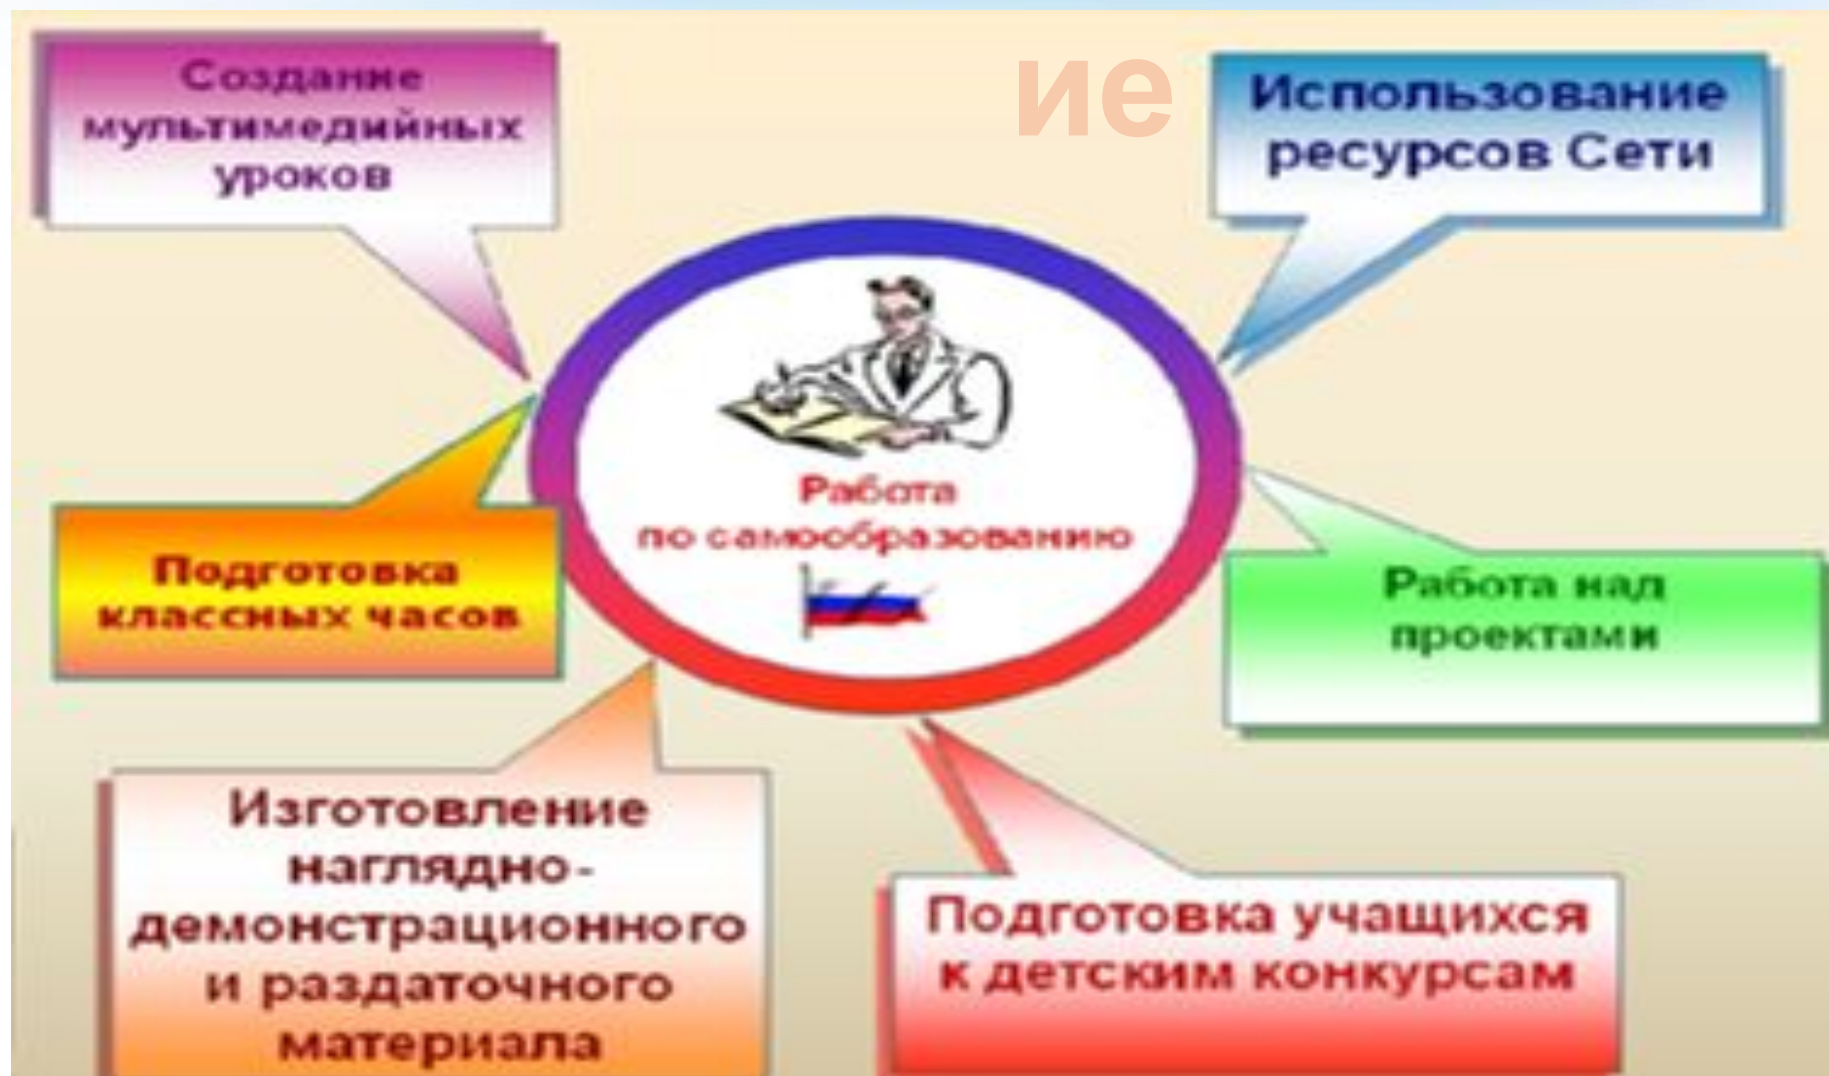 Создание
мультимедийных
уроков
ие
Использование
ресурсов Сети
Работа
по самообразованию
Подготовка
классных часов
Работа над
проектами
Изготовление
наглядно-
демонстрационного
и раздаточного
материала
Подготовка учащихся
к детским конкурсам